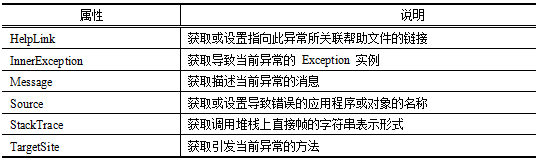 属性 说明
HelpLink 获取或设置指向此异常所关联帮助文件的链接
InnerException 获取导致当前异常的 Exception 实例
Message 获取描述当前异常的消息
Source 获取或设置导致错误的应用程序或对象的名称
StackTrace 获取调用堆栈上直接帧的字符串表示形式
TargetSite 获取引发当前异常的方法